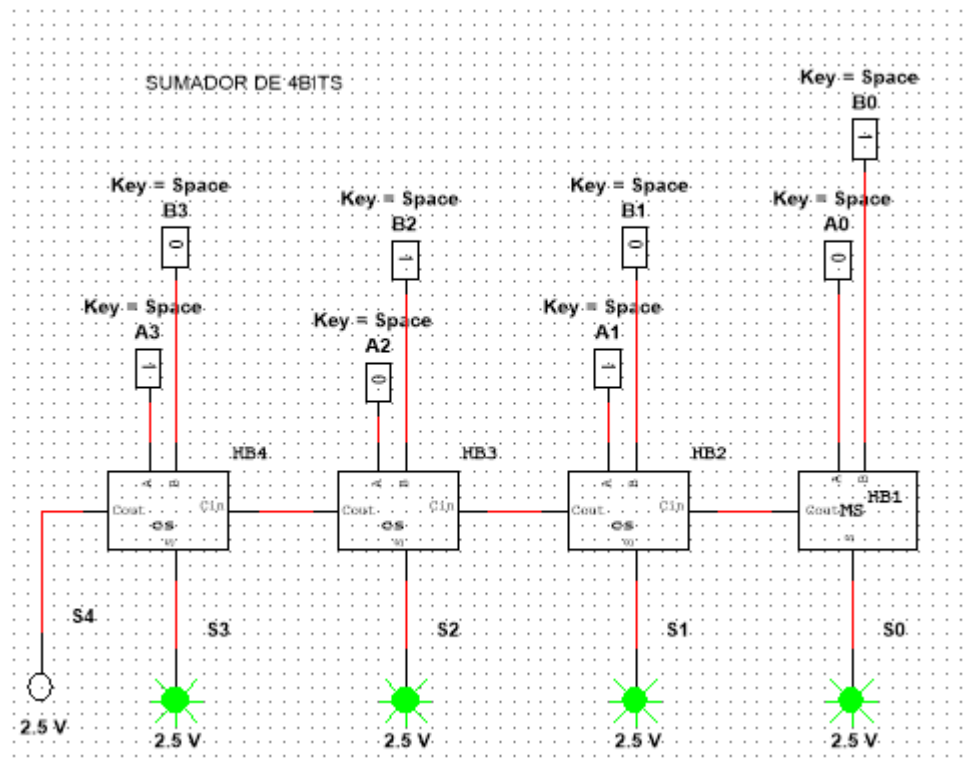 SUMADOR DE 4BITS
Key = Space
B0
1
Key = Space
B3
0
Key = Space
B2
1
Key = Space
B1
0
Key = Space
A0
0
Key = Space
A3
1
Key = Space
A2
0
Key = Space
A1
1
HB4
A B
Cout Cin
es
S
HB3
A B
Cout Cin
es
S
HB2
A B
Cout Cin
es
S
HB1
A B
Cout
MS
S
S4
S3
S2
S1
S0
2.5 V
2.5 V
2.5 V
2.5 V
2.5 V